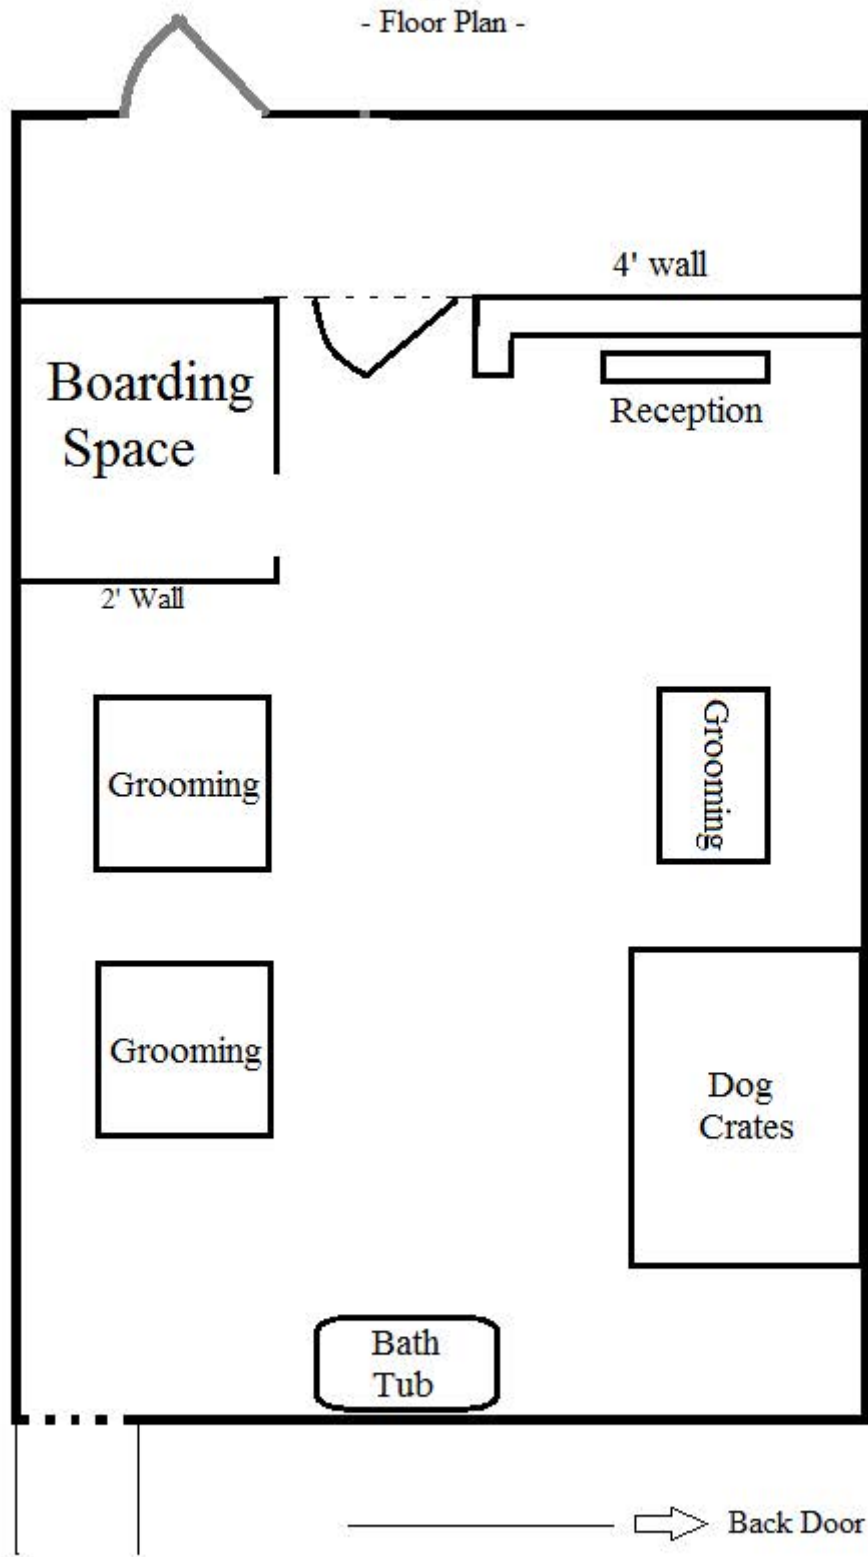 - Floor Plan -
4' wall
Boarding
Space
Reception
2' Wall
Grooming
Grooming
Grooming
Dog
Crates
Bath
Tub
Back Door